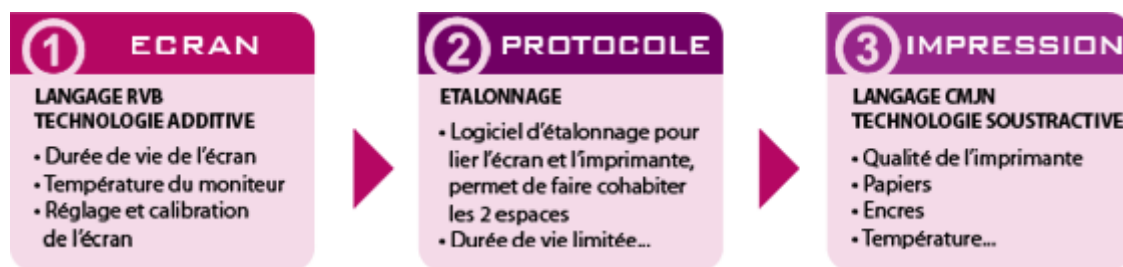 1 ECRAN
LANGAGE RVB
TECHNOLOGIE ADDITIVE
• Durée de vie de l'écran
• Température du moniteur
• Réglage et calibration
de l'écran
2 PROTOCOLE
ETALONNAGE
• Logiciel d'étalonnage pour
lier l'écran et l'imprimante,
permet de faire cohabiter
les 2 espaces
• Durée de vie limitée...
3 IMPRESSION
LANGAGE CMJN
TECHNOLOGIE SOUSTRACTIVE
• Qualité de l'imprimante
• Papiers
• Encres
• Température...